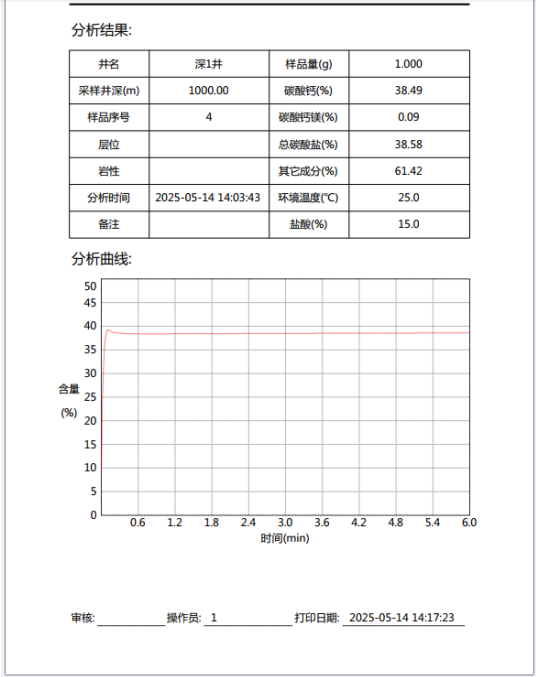 分析结果:
井名 深1井 样品量(g) 1.000
采样井深(m) 1000.00 碳酸钙(%) 38.49
样品序号 4 碳酸钙镁(%) 0.09
层位 总碳酸盐(%) 38.58
岩性 其它成分(%) 61.42
分析时间 2025-05-14 14:03:43 环境温度(℃) 25.0
备注 盐酸(%) 15.0
分析曲线:
50
45
40
35
30
含量
25
(%)
20
15
10
5
0
0.6 1.2 1.8 2.4 3.0 3.6 4.2 4.8 5.4 6.0
时间(min)
审核: 操作员: 1 打印日期: 2025-05-14 14:17:23